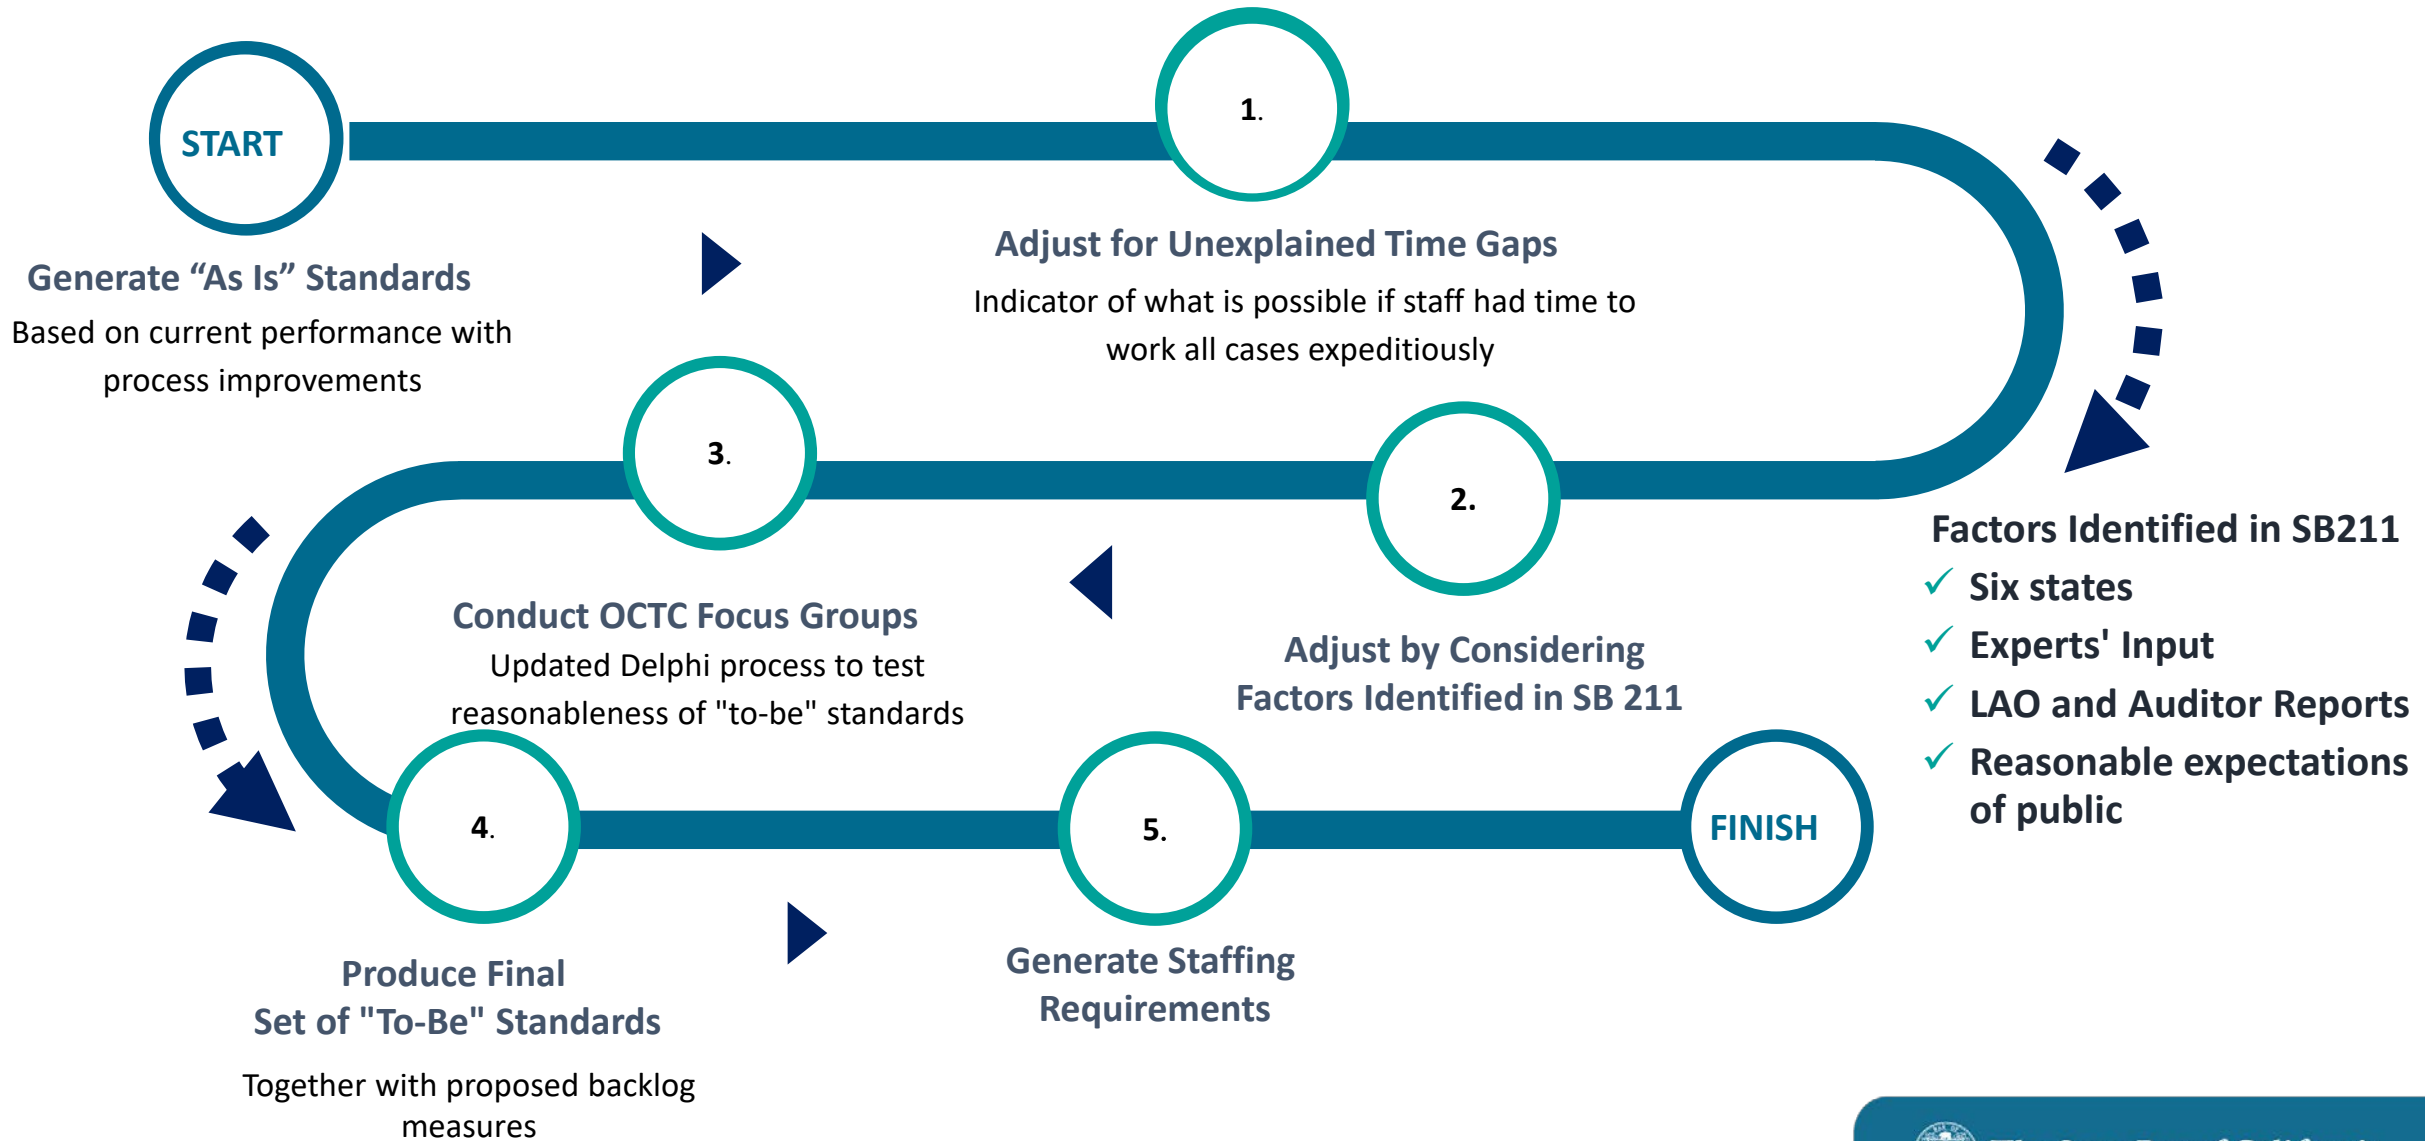 START
Generate “As Is” Standards
Based on current performance with
process improvements
1.
Adjust for Unexplained Time Gaps
Indicator of what is possible if staff had time to
work all cases expeditiously
2.
Adjust by Considering
Factors Identified in SB 211
Factors Identified in SB211
✓ Six states
✓ Experts' Input
✓ LAO and Auditor Reports
✓ Reasonable expectations
of public
3.
Conduct OCTC Focus Groups
Updated Delphi process to test
reasonableness of "to-be" standards
4.
Produce Final
Set of "To-Be" Standards
Together with proposed backlog
measures
5.
Generate Staffing
Requirements
FINISH